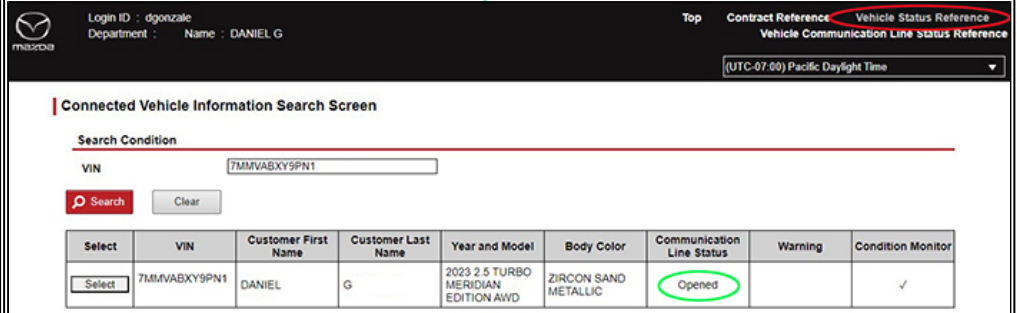 Login ID : dgonzale
Department : Name : DANIEL G
Top Contract Reference Vehicle Status Reference
Vehicle Communication Line Status Reference
mazda
(UTC-07:00) Pacific Daylight Time
Connected Vehicle Information Search Screen
Search Condition
VIN 7MMVABXY9PN1
Search Clear
Select VIN Customer First Name Customer Last Name Year and Model Body Color Communication Line Status Warning Condition Monitor
Select 7MMVABXY9PN1 DANIEL G 2023 2.5 TURBO MERIDIAN EDITION AWD ZIRCON SAND METALLIC Opened ✓